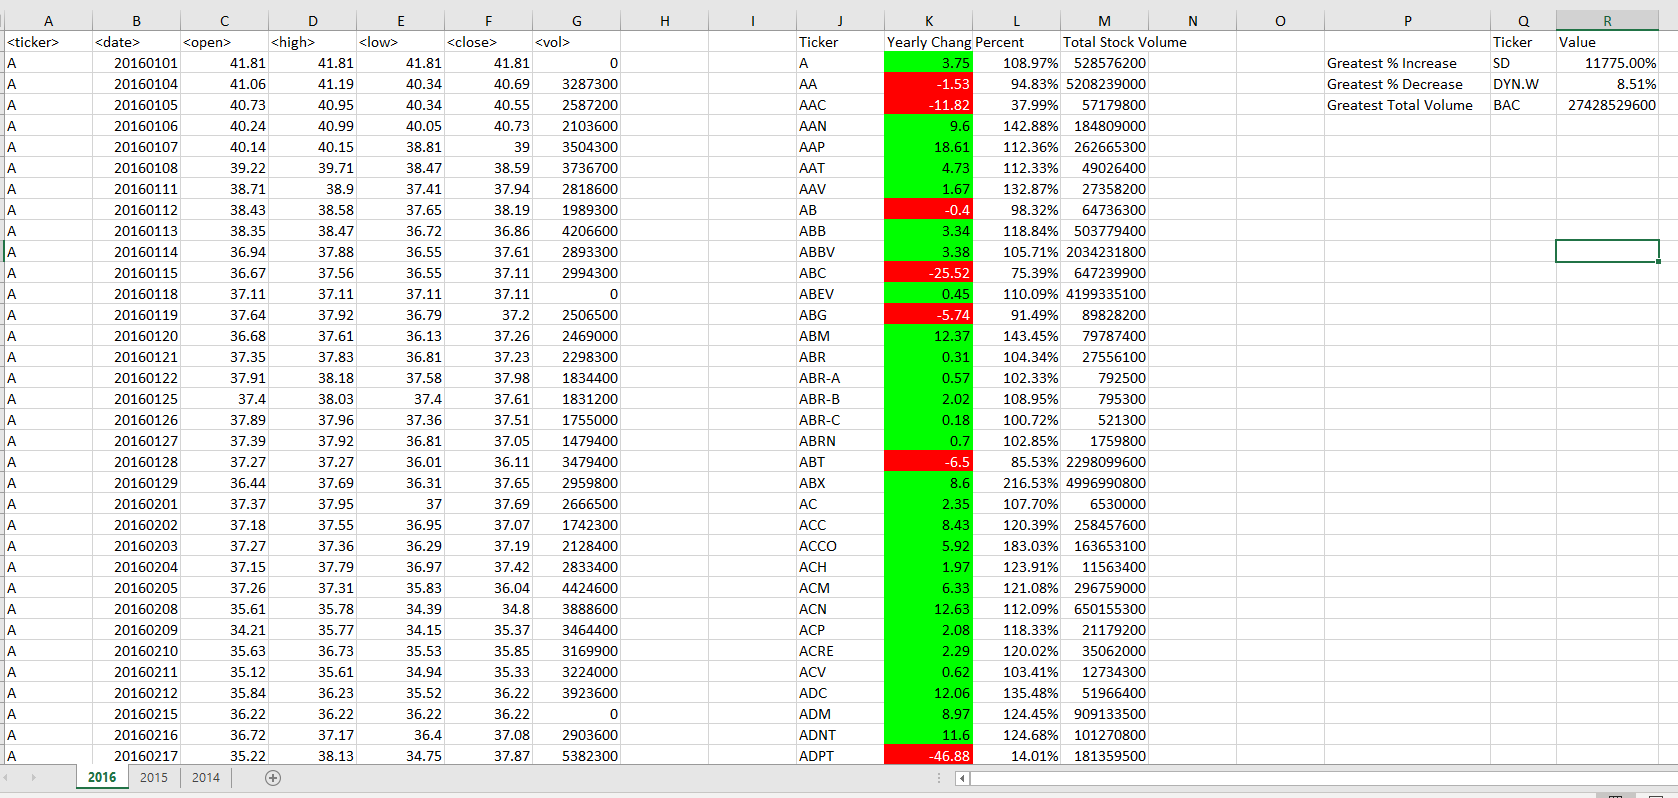 A B C D E F G H I J K L M N O P Q R
<ticker> <date> <open> <high> <low> <close> <vol> Ticker Yearly Chang Percent Total Stock Volume Ticker Value
A 20160101 41.81 41.81 41.81 41.81 0 A 3.75 108.97% 528576200 Greatest % Increase SD 11775.00%
A 20160104 41.06 41.19 40.34 40.69 3287300 AA -1.53 94.83% 5208239000 Greatest % Decrease DYN.W 8.51%
A 20160105 40.73 40.95 40.34 40.55 2587200 AAC -11.82 37.99% 57179800 Greatest Total Volume BAC 27428529600
A 20160106 40.24 40.99 40.05 40.73 2103600 AAN 9.6 142.88% 184809000
A 20160107 40.14 40.15 38.81 39 3504300 AAP 18.61 112.36% 262665300
A 20160108 39.22 39.71 38.47 38.59 3736700 AAT 4.73 112.33% 49026400
A 20160111 38.71 38.9 37.41 37.94 2818600 AAV 1.67 132.87% 27358200
A 20160112 38.43 38.58 37.65 38.19 1989300 AB -0.4 98.32% 64736300
A 20160113 38.35 38.47 36.72 36.86 4206600 ABB 3.34 118.84% 503779400
A 20160114 36.94 37.88 36.55 37.61 2893300 ABBV 3.38 105.71% 2034231800
A 20160115 36.67 37.56 36.55 37.11 2994300 ABC -25.52 75.39% 647239900
A 20160118 37.11 37.11 37.11 37.11 0 ABEV 0.45 110.09% 4199335100
A 20160119 37.64 37.92 36.79 37.2 2506500 ABG -5.74 91.49% 89828200
A 20160120 36.68 37.61 36.13 37.26 2469000 ABM 12.37 143.45% 79787400
A 20160121 37.35 37.83 36.81 37.23 2298300 ABR 0.31 104.34% 27556100
A 20160122 37.91 38.18 37.58 37.98 1834400 ABR-A 0.57 102.33% 792500
A 20160125 37.4 38.03 37.4 37.61 1831200 ABR-B 2.02 108.95% 795300
A 20160126 37.89 37.96 37.36 37.51 1755000 ABR-C 0.18 100.72% 521300
A 20160127 37.39 37.92 36.81 37.05 1479400 ABRN 0.7 102.85% 1759800
A 20160128 37.27 37.27 36.01 36.11 3479400 ABT -6.5 85.53% 2298099600
A 20160129 36.44 37.69 36.31 37.65 2959800 ABX 8.6 216.53% 4996990800
A 20160201 37.37 37.95 37 37.69 2666500 AC 2.35 107.70% 6530000
A 20160202 37.18 37.55 36.95 37.07 1742300 ACC 8.43 120.39% 258457600
A 20160203 37.27 37.36 36.29 37.19 2128400 ACCO 5.92 183.03% 163653100
A 20160204 37.15 37.79 36.97 37.42 2833400 ACH 1.97 123.91% 11563400
A 20160205 37.26 37.31 35.83 36.04 4424600 ACM 6.33 121.08% 296759000
A 20160208 35.61 35.78 34.39 34.8 3888600 ACN 12.63 112.09% 650155300
A 20160209 34.21 35.77 34.15 35.37 3464400 ACP 2.08 118.33% 21179200
A 20160210 35.63 36.73 35.53 35.85 3169900 ACRE 2.29 120.02% 35062000
A 20160211 35.12 35.61 34.94 35.33 3224000 ACV 0.62 103.41% 12734300
A 20160212 35.84 36.23 35.52 36.22 3923600 ADC 12.06 135.48% 51966400
A 20160215 36.22 36.22 36.22 36.22 0 ADM 8.97 124.45% 909133500
A 20160216 36.72 37.17 36.4 37.08 2903600 ADNT 11.6 124.68% 101270800
A 20160217 35.22 38.13 34.75 37.87 5382300 ADPT -46.88 14.01% 181359500
2016 2015 2014